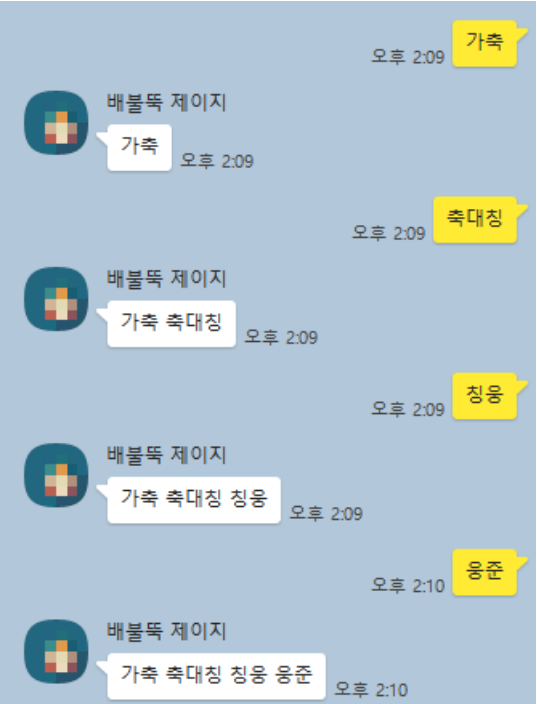 가축
오후 2:09
배불뚝 제이지
가축
오후 2:09
축대칭
오후 2:09
배불뚝 제이지
가축 축대칭
오후 2:09
칭웅
오후 2:09
배불뚝 제이지
가축 축대칭 칭웅
오후 2:09
웅준
오후 2:10
배불뚝 제이지
가축 축대칭 칭웅 웅준
오후 2:10